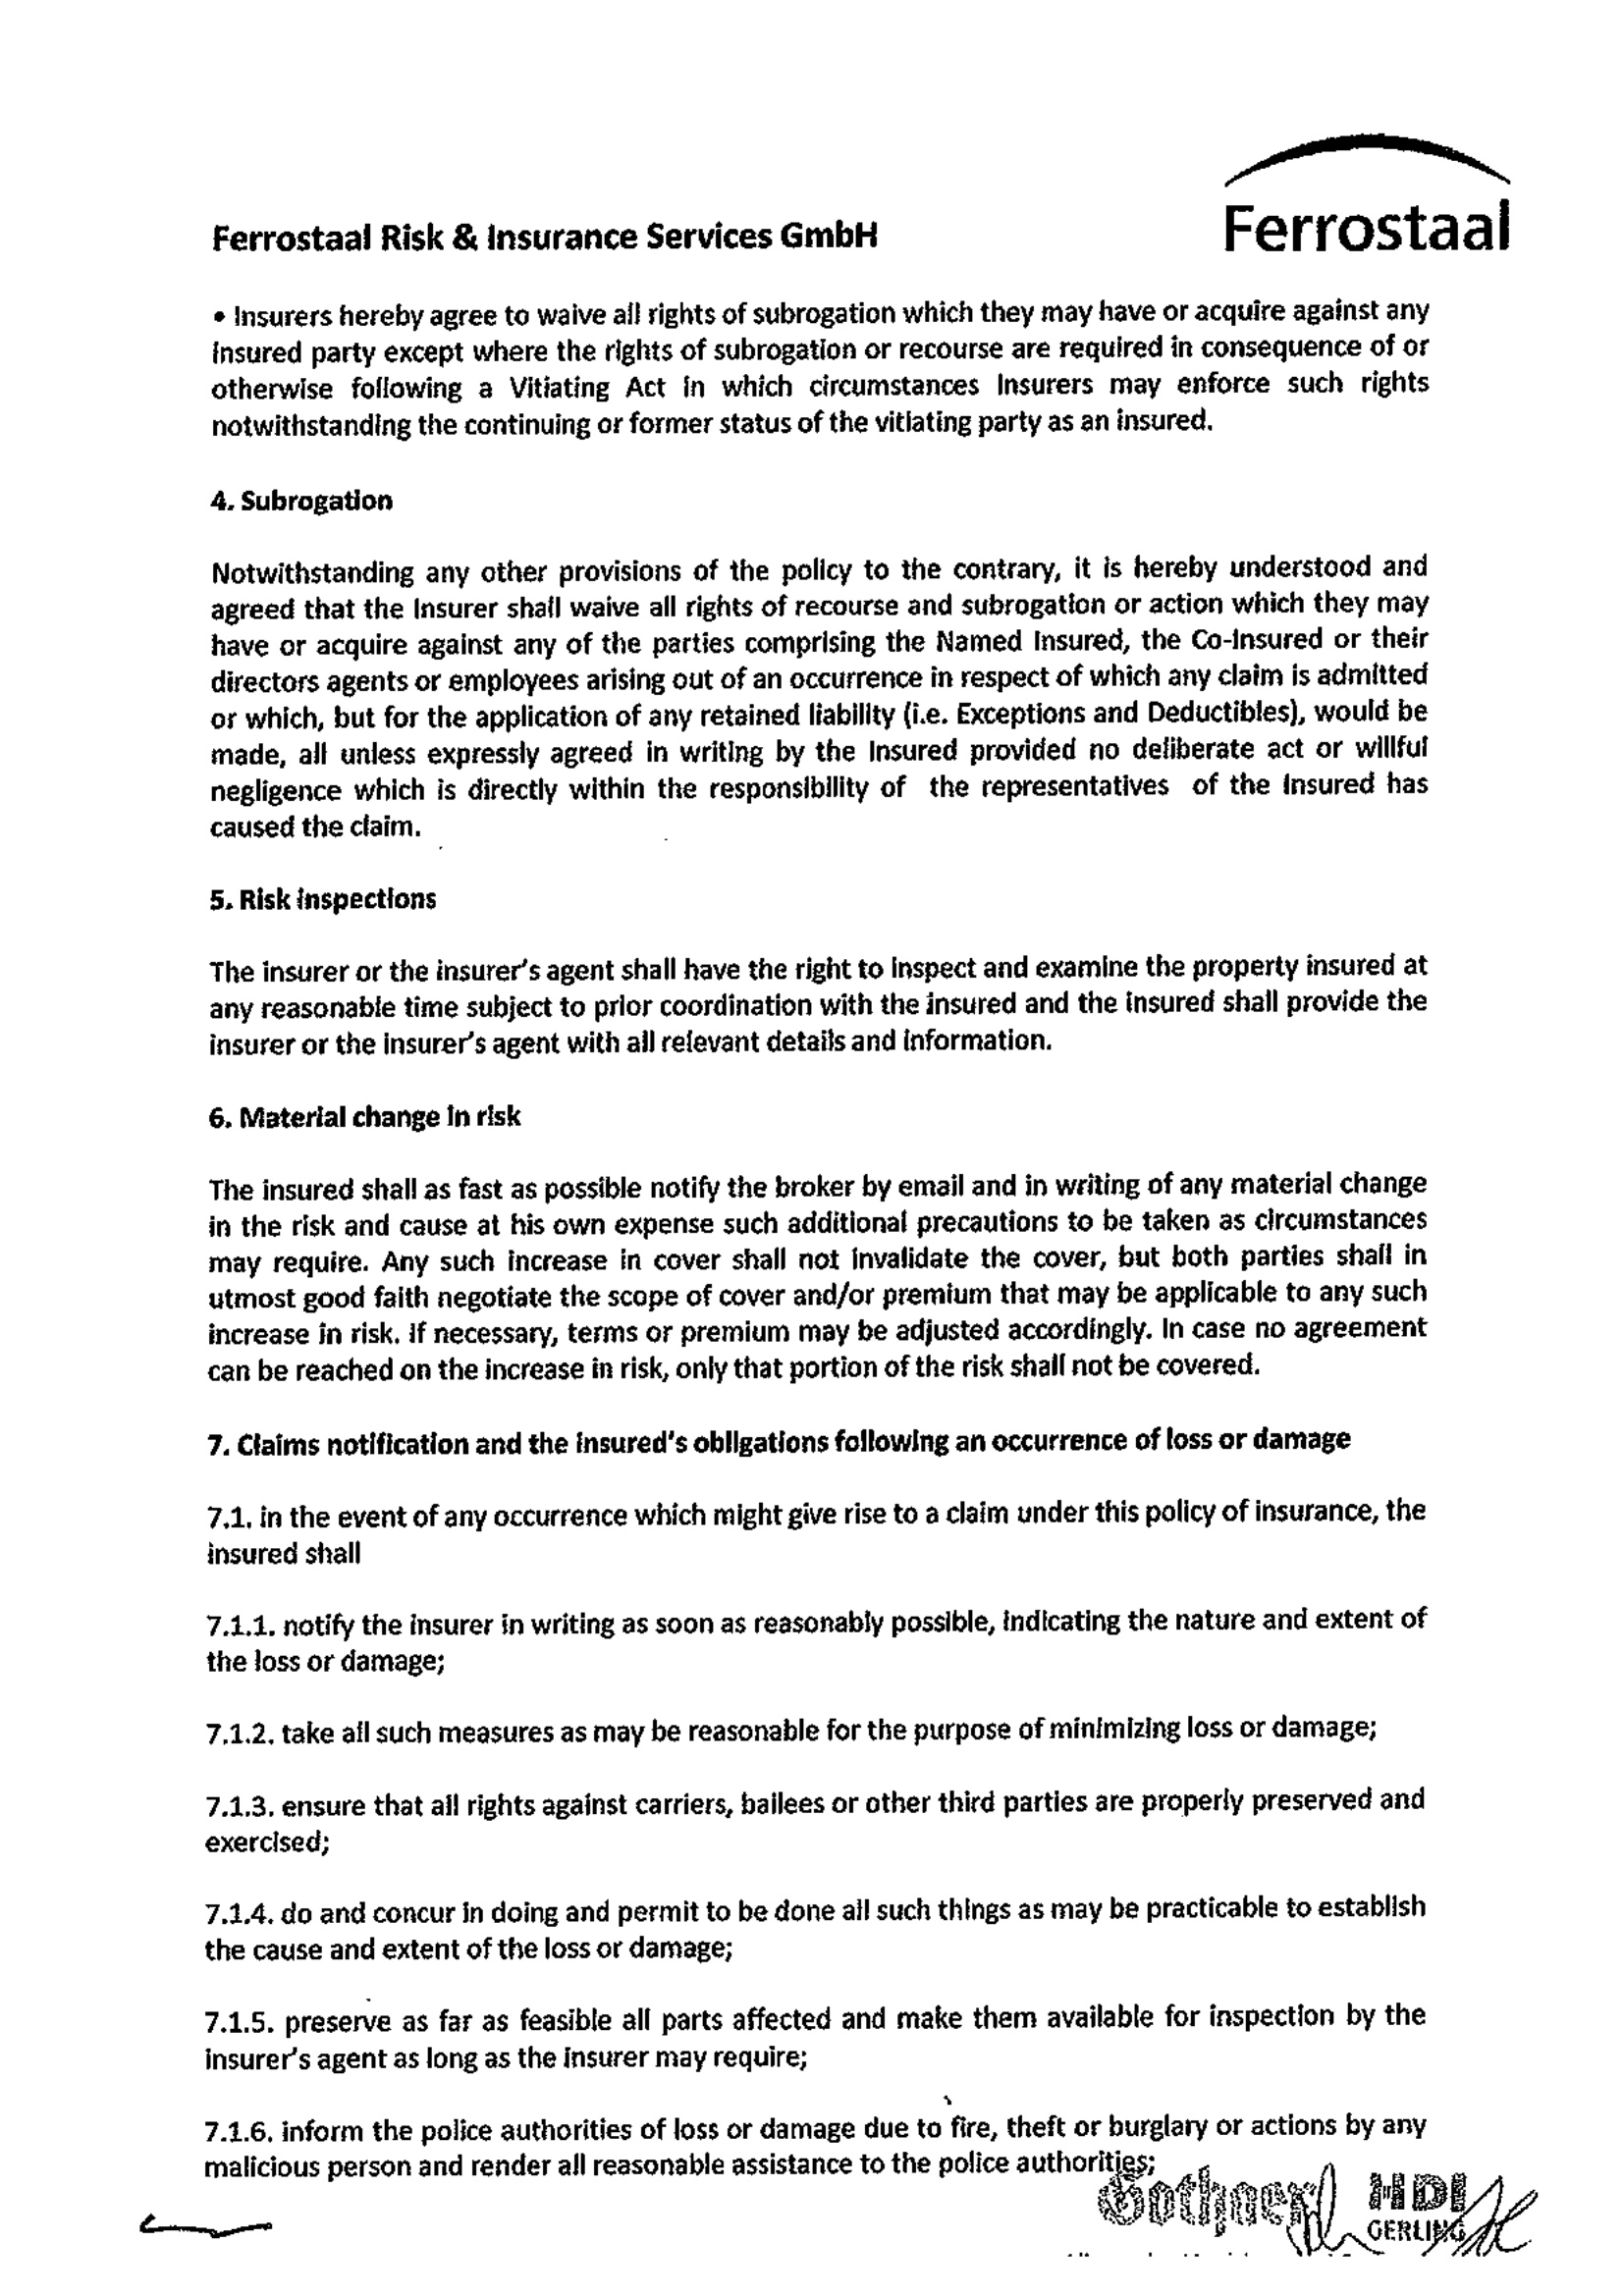 Ferrostaal Risk & Insurance Services GmbH
Ferrostaal
• Insurers hereby agree to waive all rights of subrogation which they may have or acquire against any
insured party except where the rights of subrogation or recourse are required in consequence of or
otherwise following a Vitiating Act in which circumstances Insurers may enforce such rights
notwithstanding the continuing or former status of the vitiating party as an insured.
4. Subrogation
Notwithstanding any other provisions of the policy to the contrary, it is hereby understood and
agreed that the Insurer shall waive all rights of recourse and subrogation or action which they may
have or acquire against any of the parties comprising the Named Insured, the Co-Insured or their
directors agents or employees arising out of an occurrence in respect of which any claim is admitted
or which, but for the application of any retained liability (i.e. Exceptions and Deductibles), would be
made, all unless expressly agreed in writing by the Insured provided no deliberate act or willful
negligence which is directly within the responsibility of the representatives of the Insured has
caused the claim.
5. Risk inspections
The insurer or the insurer's agent shall have the right to inspect and examine the property insured at
any reasonable time subject to prior coordination with the insured and the insured shall provide the
insurer or the insurer's agent with all relevant details and information.
6. Material change in risk
The insured shall as fast as possible notify the broker by email and in writing of any material change
in the risk and cause at his own expense such additional precautions to be taken as circumstances
may require. Any such increase in cover shall not invalidate the cover, but both parties shall in
utmost good faith negotiate the scope of cover and/or premium that may be applicable to any such
increase in risk. If necessary, terms or premium may be adjusted accordingly. In case no agreement
can be reached on the increase in risk, only that portion of the risk shall not be covered.
7. Claims notification and the insured's obligations following an occurrence of loss or damage
7.1. in the event of any occurrence which might give rise to a claim under this policy of insurance, the
insured shall
7.1.1. notify the insurer in writing as soon as reasonably possible, indicating the nature and extent of
the loss or damage;
7.1.2. take all such measures as may be reasonable for the purpose of minimizing loss or damage;
7.1.3. ensure that all rights against carriers, bailees or other third parties are properly preserved and
exercised;
7.1.4. do and concur in doing and permit to be done all such things as may be practicable to establish
the cause and extent of the loss or damage;
7.1.5. preserve as far as feasible all parts affected and make them available for inspection by the
insurer's agent as long as the insurer may require;
7.1.6. inform the police authorities of loss or damage due to fire, theft or burglary or actions by any
malicious person and render all reasonable assistance to the police authorities;
HDI
GERLING